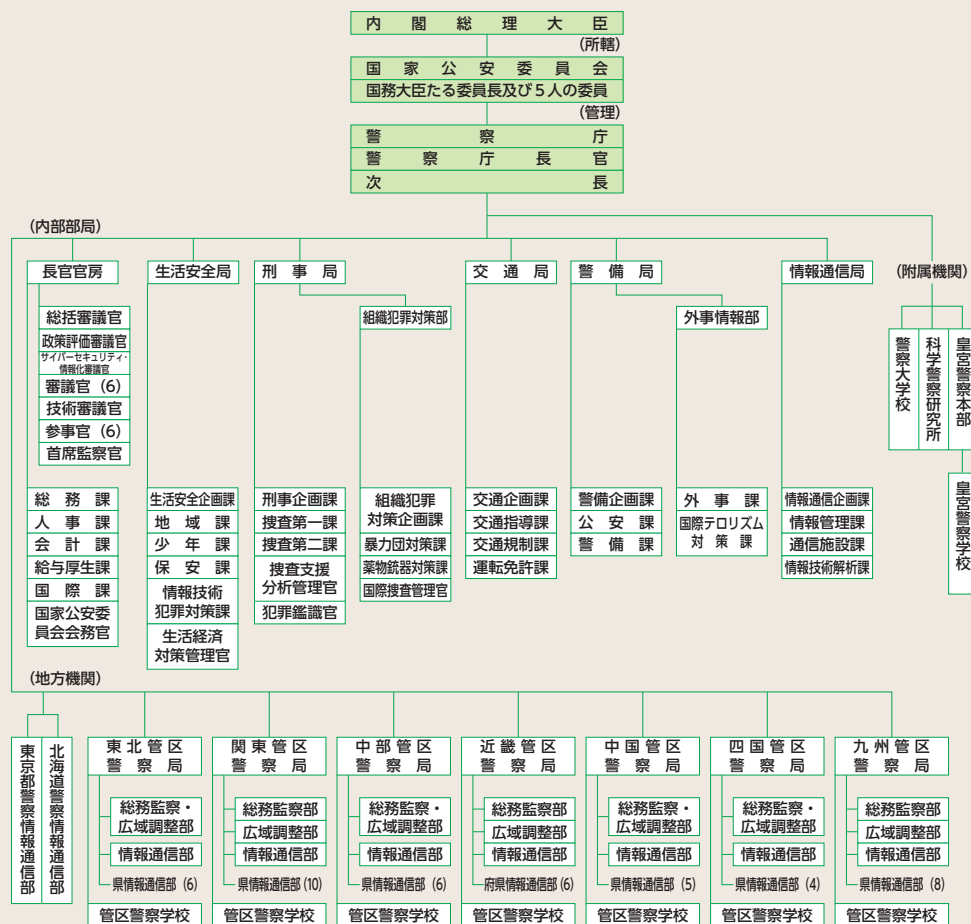 内閣総理大臣
(所轄)
国家公安委員会
国務大臣たる委員長及び5人の委員
(管理)
警察庁
警察庁長官
次長
(内部部局)
長官官房
総括審議官
政策評価審議官
サイバーセキュリティ・
情報化審議官
審議官 (6)
技術審議官
参事官 (6)
首席監察官
総務課
人事課
会計課
給与厚生課
国際課
国家公安委
員会会務官
生活安全局
生活安全企画課
地域課
少年課
保安課
情報技術
犯罪対策課
生活経済
対策管理官
刑事局
刑事企画課
捜査第一課
捜査第二課
捜査支援
分析管理官
犯罪鑑識官
組織犯罪対策部
組織犯罪
対策企画課
暴力団対策課
薬物銃器対策課
国際捜査管理官
交通局
交通企画課
交通指導課
交通規制課
運転免許課
警備局
警備企画課
公安課
警備課
外事情報部
外事課
国際テロリズム
対策課
情報通信局
情報通信企画課
情報管理課
通信施設課
情報技術解析課
(附属機関)
警察大学校
科学警察研究所
皇宮警察本部
皇宮警察学校
(地方機関)
東京都警察情報通信部
北海道警察情報通信部
東北管区
警察局
総務監察・
広域調整部
情報通信部
県情報通信部 (6)
管区警察学校
関東管区
警察局
総務監察部
広域調整部
情報通信部
県情報通信部 (10)
管区警察学校
中部管区
警察局
総務監察・
広域調整部
情報通信部
県情報通信部 (6)
管区警察学校
近畿管区
警察局
総務監察部
広域調整部
情報通信部
府県情報通信部 (6)
管区警察学校
中国管区
警察局
総務監察・
広域調整部
情報通信部
県情報通信部 (5)
管区警察学校
四国管区
警察局
総務監察・
広域調整部
情報通信部
県情報通信部 (4)
管区警察学校
九州管区
警察局
総務監察部
広域調整部
情報通信部
県情報通信部 (8)
管区警察学校